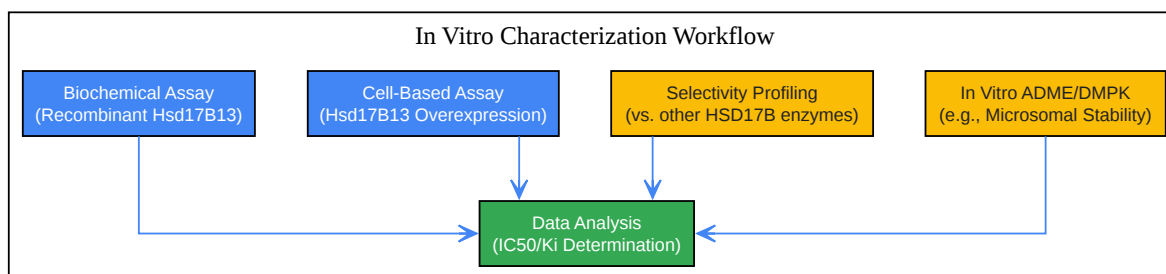 In Vitro Characterization Workflow
Biochemical Assay
(Recombinant Hsd17B13)
Cell-Based Assay
(Hsd17B13 Overexpression)
Selectivity Profiling
(vs. other HSD17B enzymes)
In Vitro ADME/DMPK
(e.g., Microsomal Stability)
Data Analysis
(IC50/Ki Determination)